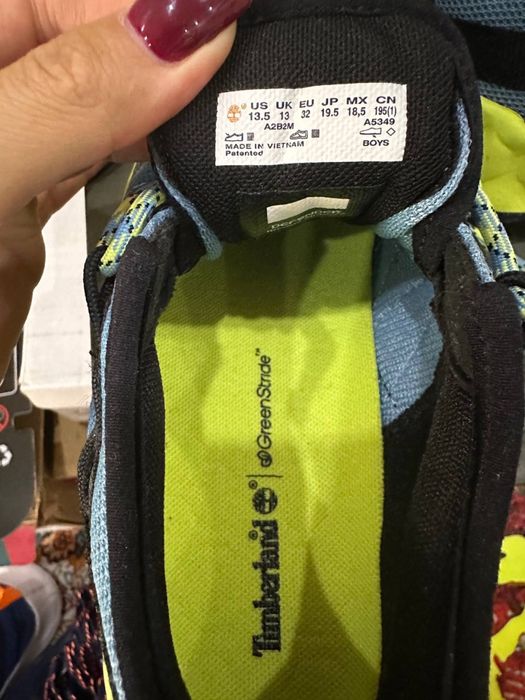 US UK EU JP MX CN
13.5 13 32 19.5 18,5 195(1)
A2B2M A5349
MADE IN VIETNAM BOYS
Patented
Timberland ® GreenStride™